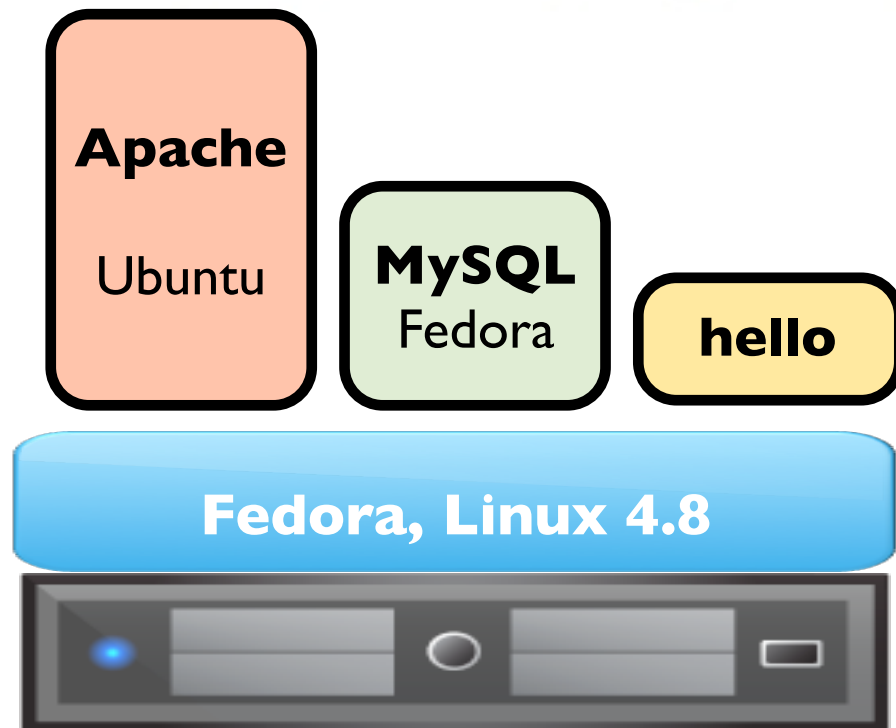 Apache
Ubuntu
MySQL
Fedora
hello
Fedora, Linux 4.8